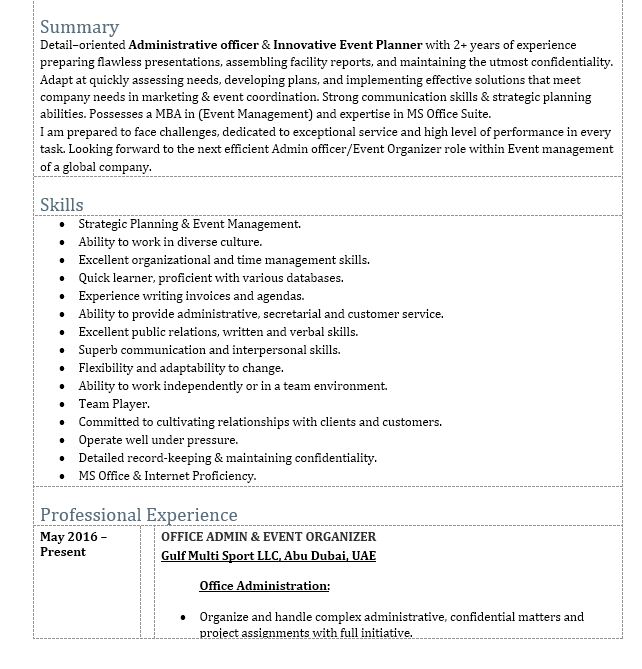 Summary
Detail–oriented Administrative officer & Innovative Event Planner with 2+ years of experience
preparing flawless presentations, assembling facility reports, and maintaining the utmost confidentiality.
Adapt at quickly assessing needs, developing plans, and implementing effective solutions that meet
company needs in marketing & event coordination. Strong communication skills & strategic planning
abilities. Possesses a MBA in (Event Management) and expertise in MS Office Suite.
I am prepared to face challenges, dedicated to exceptional service and high level of performance in every
task. Looking forward to the next efficient Admin officer/Event Organizer role within Event management
of a global company.
Skills
• Strategic Planning & Event Management.
• Ability to work in diverse culture.
• Excellent organizational and time management skills.
• Quick learner, proficient with various databases.
• Experience writing invoices and agendas.
• Ability to provide administrative, secretarial and customer service.
• Excellent public relations, written and verbal skills.
• Superb communication and interpersonal skills.
• Flexibility and adaptability to change.
• Ability to work independently or in a team environment.
• Team Player.
• Committed to cultivating relationships with clients and customers.
• Operate well under pressure.
• Detailed record-keeping & maintaining confidentiality.
• MS Office & Internet Proficiency.
Professional Experience
May 2016 –
Present
OFFICE ADMIN & EVENT ORGANIZER
Gulf Multi Sport LLC, Abu Dubai, UAE
Office Administration:
• Organize and handle complex administrative, confidential matters and
project assignments with full initiative.